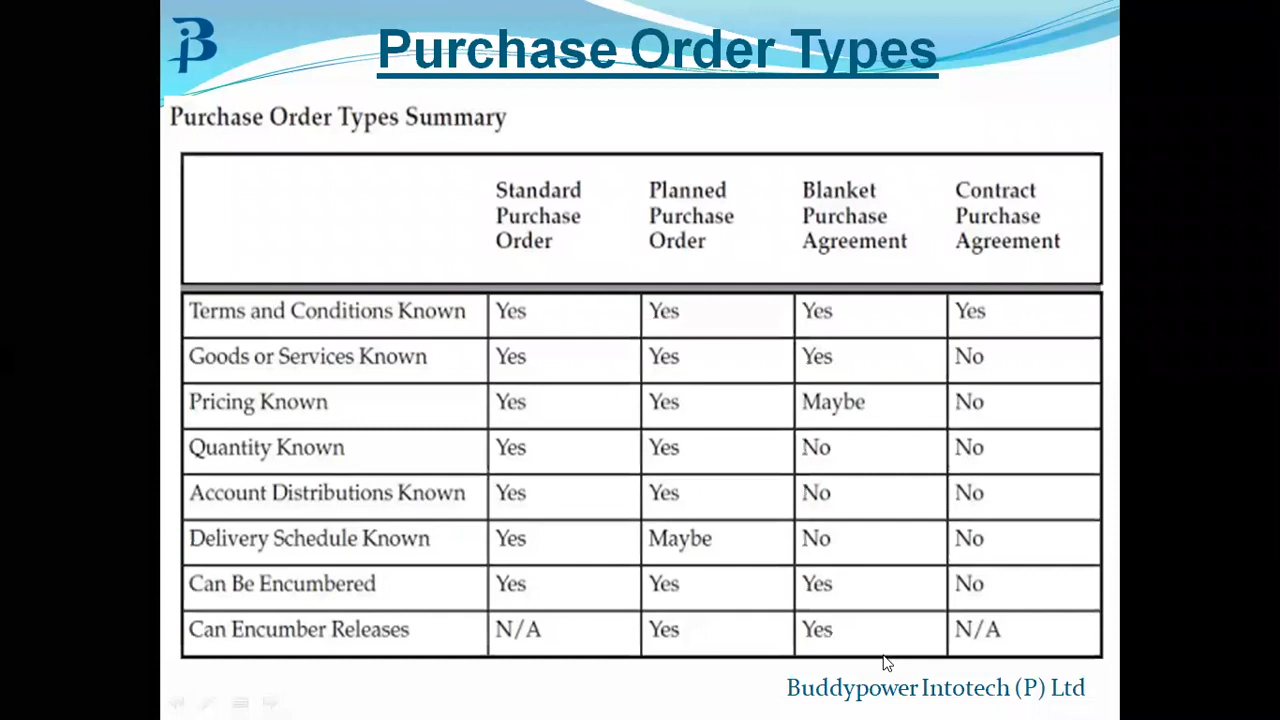 Purchase Order Types
Purchase Order Types Summary
Standard Purchase Order Planned Purchase Order Blanket Purchase Agreement Contract Purchase Agreement
Terms and Conditions Known Yes Yes Yes Yes
Goods or Services Known Yes Yes Yes No
Pricing Known Yes Yes Maybe No
Quantity Known Yes Yes No No
Account Distributions Known Yes Yes No No
Delivery Schedule Known Yes Maybe No No
Can Be Encumbered Yes Yes Yes No
Can Encumber Releases N/A Yes Yes N/A
Buddypower Intotech (P) Ltd